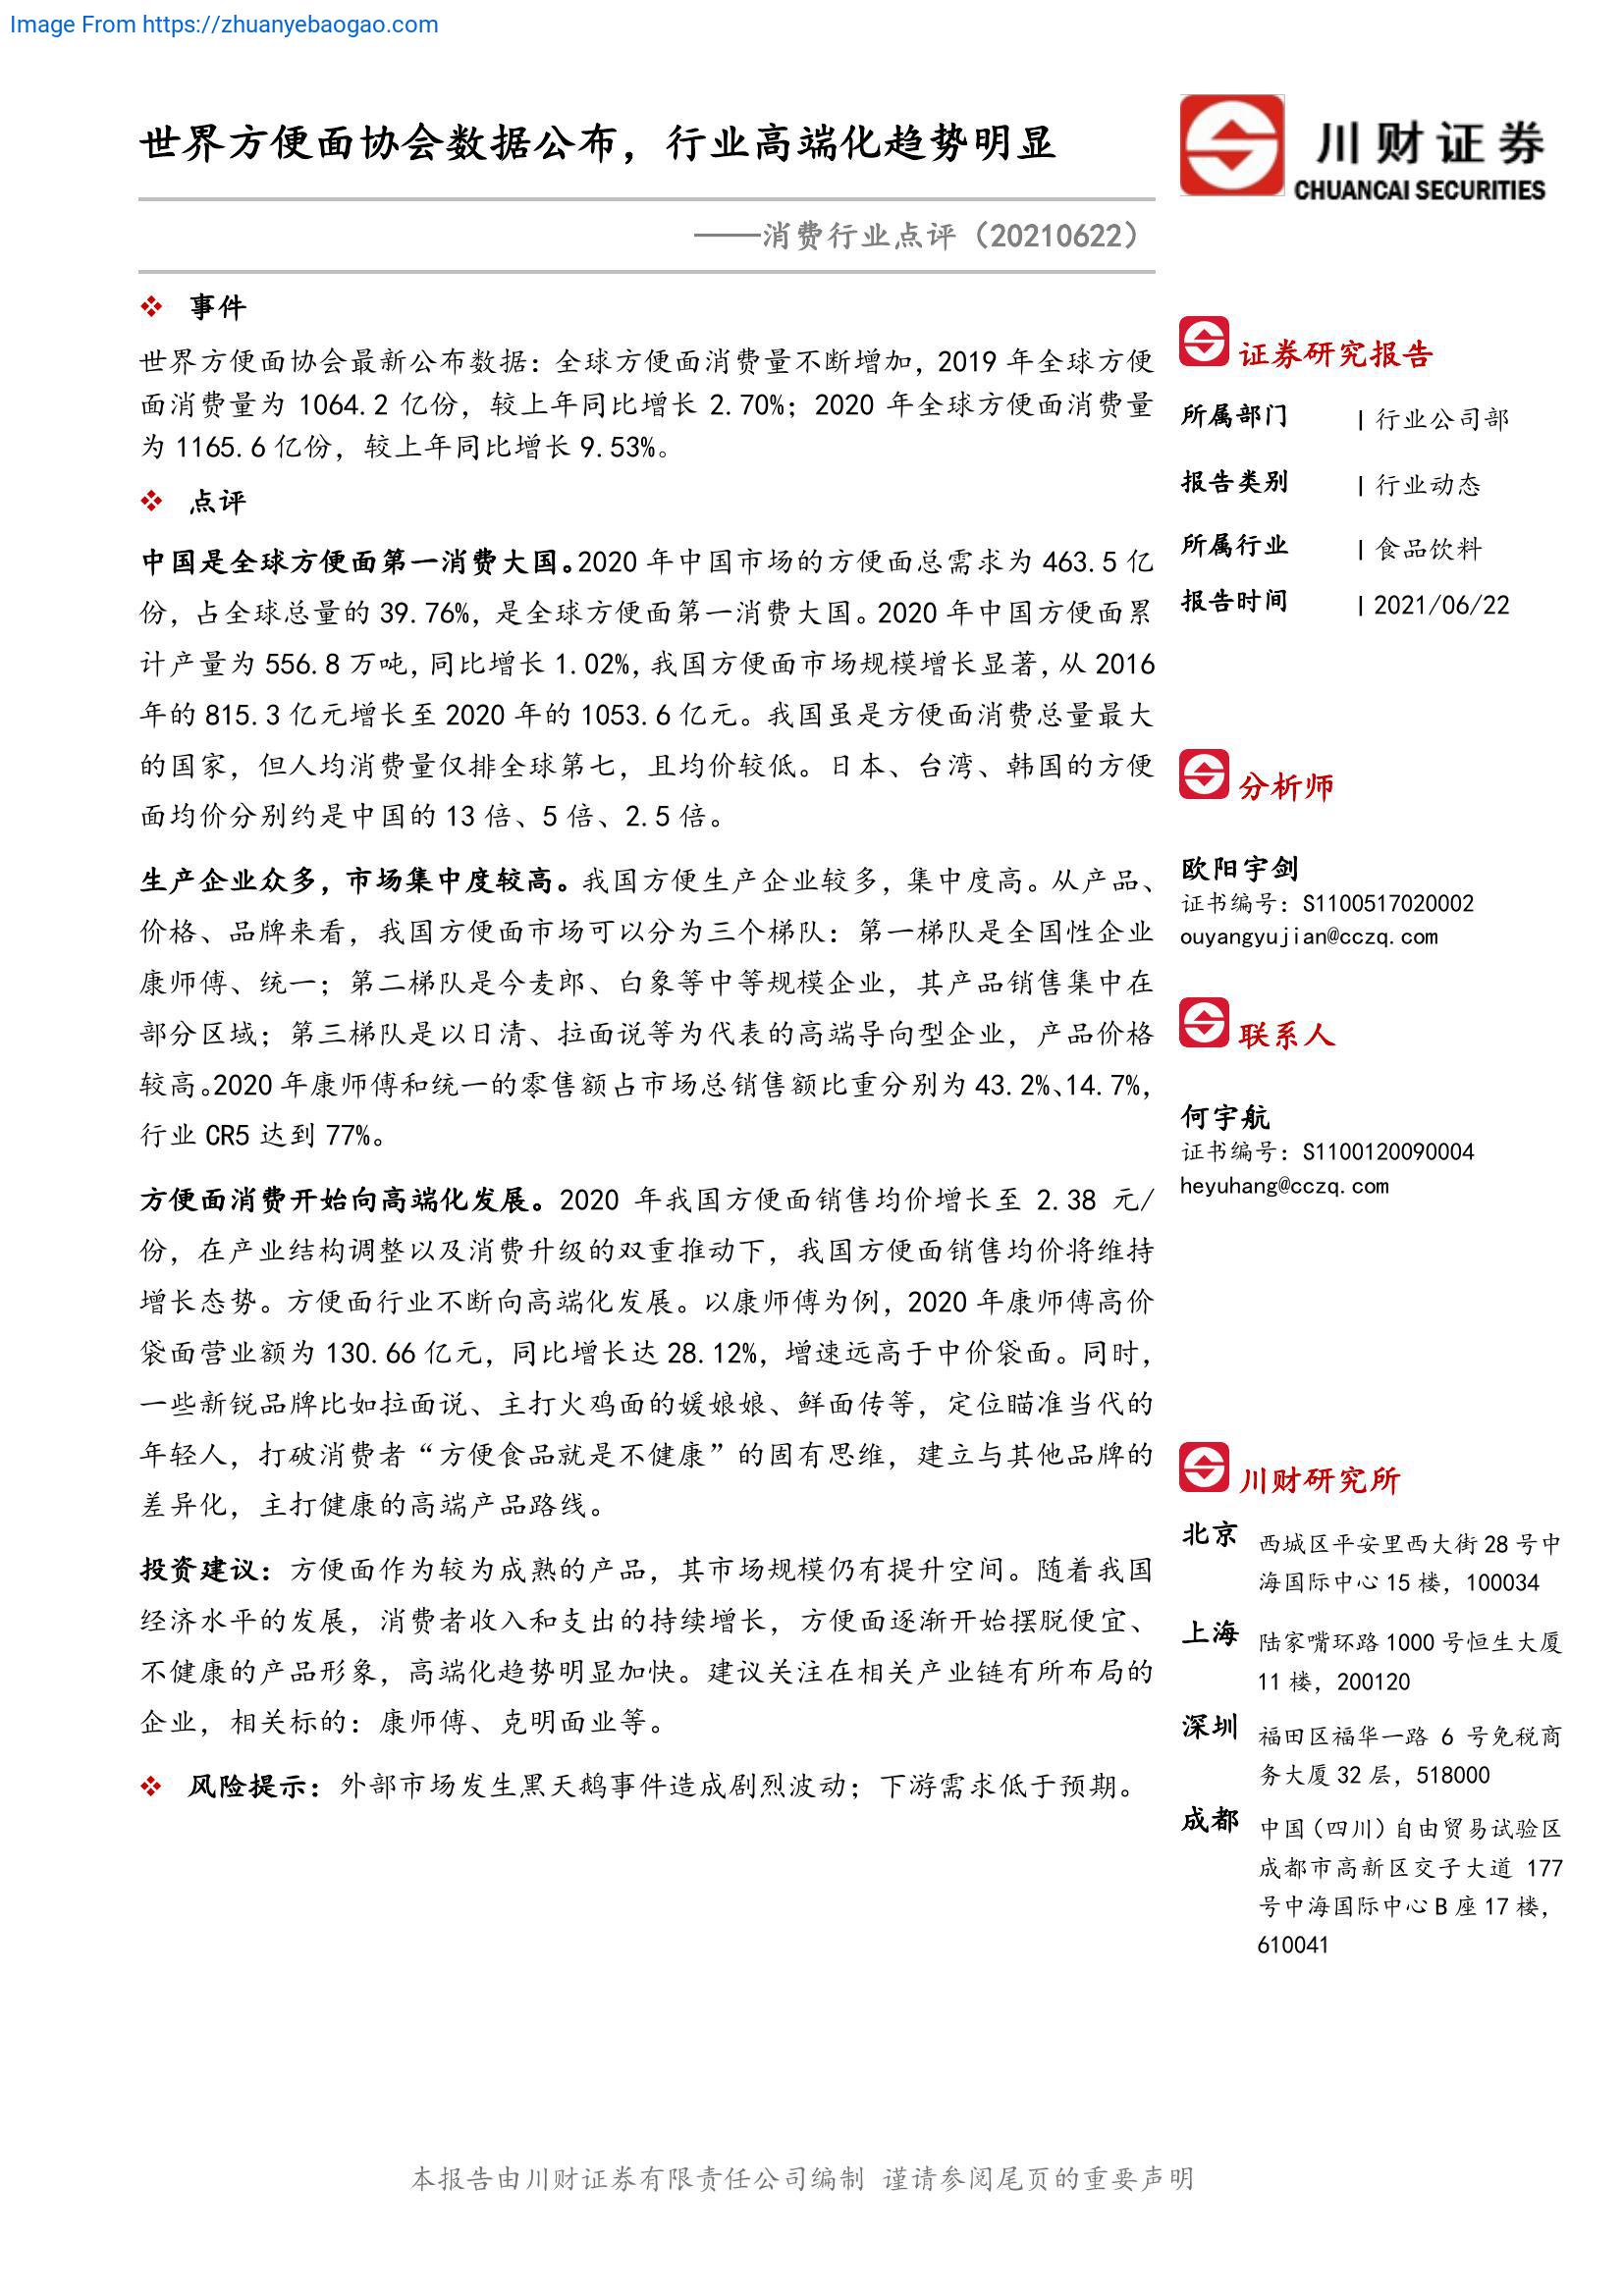 Image From https://zhuanyebaogao.com
世界方便面协会数据公布，行业高端化趋势明显
——消费行业点评（20210622）
川财证券
CHUANCAI SECURITIES
事件
世界方便面协会最新公布数据：全球方便面消费量不断增加，2019 年全球方便
面消费量为 1064.2 亿份，较上年同比增长 2.70%；2020 年全球方便面消费量
为 1165.6 亿份，较上年同比增长 9.53%。
点评
中国是全球方便面第一消费大国。2020 年中国市场的方便面总需求为 463.5 亿
份，占全球总量的 39.76%，是全球方便面第一消费大国。2020 年中国方便面累
计产量为 556.8 万吨，同比增长 1.02%，我国方便面市场规模增长显著，从 2016
年的 815.3 亿元增长至 2020 年的 1053.6 亿元。我国虽是方便面消费总量最大
的国家，但人均消费量仅排全球第七，且均价较低。日本、台湾、韩国的方便
面均价分别约是中国的 13 倍、5 倍、2.5 倍。
生产企业众多，市场集中度较高。我国方便生产企业较多，集中度高。从产品、
价格、品牌来看，我国方便面市场可以分为三个梯队：第一梯队是全国性企业
康师傅、统一；第二梯队是今麦郎、白象等中等规模企业，其产品销售集中在
部分区域；第三梯队是以日清、拉面说等为代表的高端导向型企业，产品价格
较高。2020 年康师傅和统一的零售额占市场总销售额比重分别为 43.2%、14.7%，
行业 CR5 达到 77%。
方便面消费开始向高端化发展。2020 年我国方便面销售均价增长至 2.38 元/
份，在产业结构调整以及消费升级的双重推动下，我国方便面销售均价将维持
增长态势。方便面行业不断向高端化发展。以康师傅为例，2020 年康师傅高价
袋面营业额为 130.66 亿元，同比增长达 28.12%，增速远高于中价袋面。同时，
一些新锐品牌比如拉面说、主打火鸡面的媛娘娘、鲜面传等，定位瞄准当代的
年轻人，打破消费者“方便食品就是不健康”的固有思维，建立与其他品牌的
差异化，主打健康的高端产品路线。
投资建议：方便面作为较为成熟的产品，其市场规模仍有提升空间。随着我国
经济水平的发展，消费者收入和支出的持续增长，方便面逐渐开始摆脱便宜、
不健康的产品形象，高端化趋势明显加快。建议关注在相关产业链有所布局的
企业，相关标的：康师傅、克明面业等。
风险提示：外部市场发生黑天鹅事件造成剧烈波动；下游需求低于预期。
证券研究报告
所属部门 | 行业公司部
报告类别 | 行业动态
所属行业 | 食品饮料
报告时间 | 2021/06/22
分析师
欧阳宇剑
证书编号：S1100517020002
ouyangyujian@cczq.com
联系人
何宇航
证书编号：S1100120090004
heyuhang@cczq.com
川财研究所
北京 西城区平安里西大街 28 号中
海国际中心 15 楼，100034
上海 陆家嘴环路 1000 号恒生大厦
11 楼，200120
深圳 福田区福华一路 6 号免税商
务大厦 32 层，518000
成都 中国（四川）自由贸易试验区
成都市高新区交子大道 177
号中海国际中心 B 座 17 楼，
610041
本报告由川财证券有限责任公司编制 谨请参阅尾页的重要声明